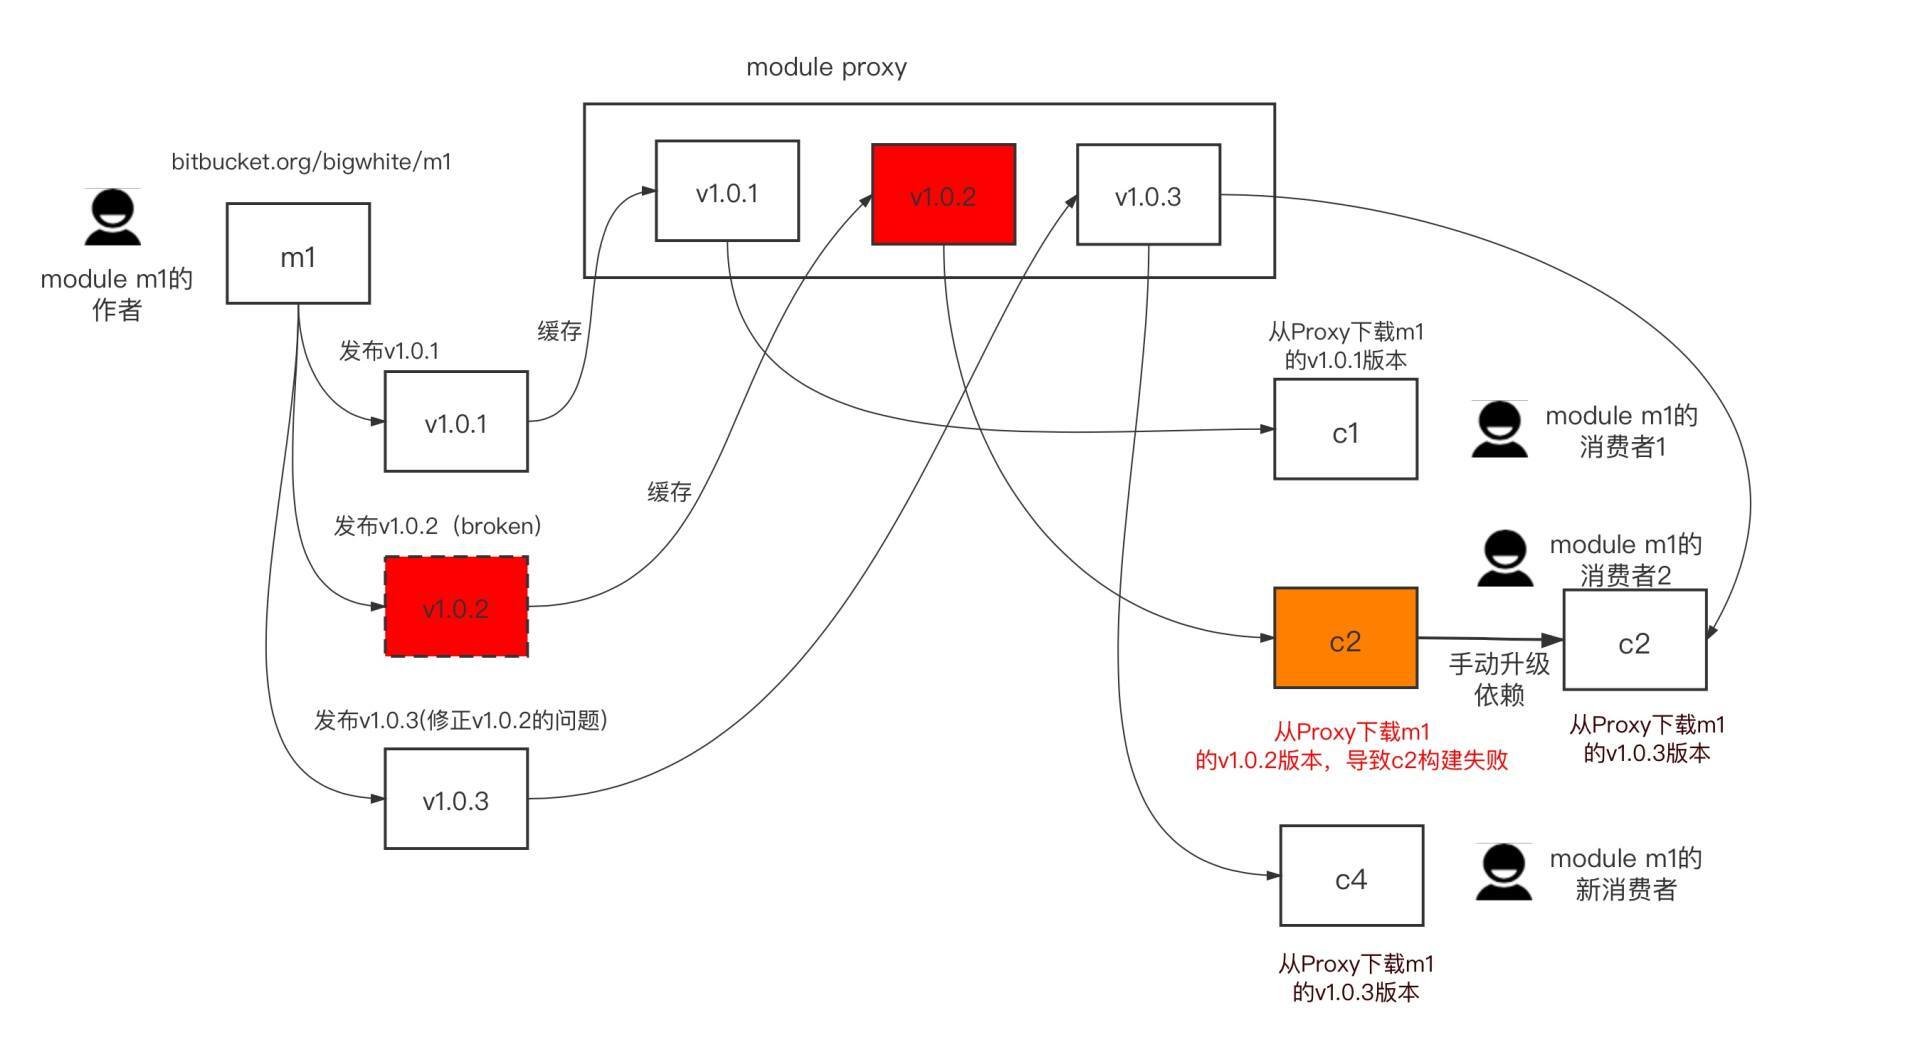 module proxy
bitbucket.org/bigwhite/m1
v1.0.1
v1.0.2
v1.0.3
m1
module m1的
作者
发布v1.0.1
缓存
v1.0.1
从Proxy下载m1
的v1.0.1版本
c1
module m1的
消费者1
缓存
发布v1.0.2（broken）
v1.0.2
module m1的
消费者2
c2
手动升级
依赖
c2
从Proxy下载m1
的v1.0.2版本，导致c2构建失败
从Proxy下载m1
的v1.0.3版本
发布v1.0.3(修正v1.0.2的问题)
v1.0.3
c4
module m1的
新消费者
从Proxy下载m1
的v1.0.3版本